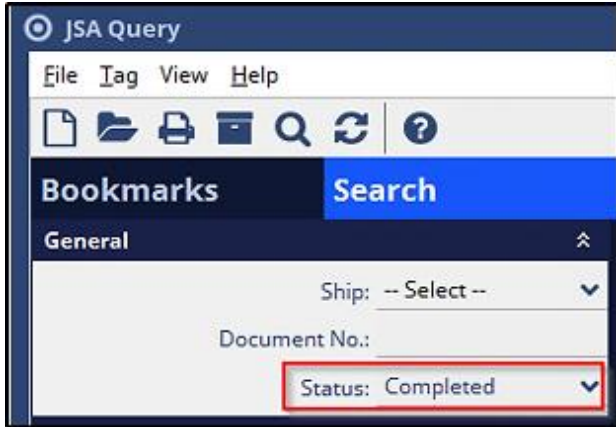 JSA Query
File Tag View Help
Bookmarks Search
General
Ship: -- Select --
Document No.:
Status: Completed